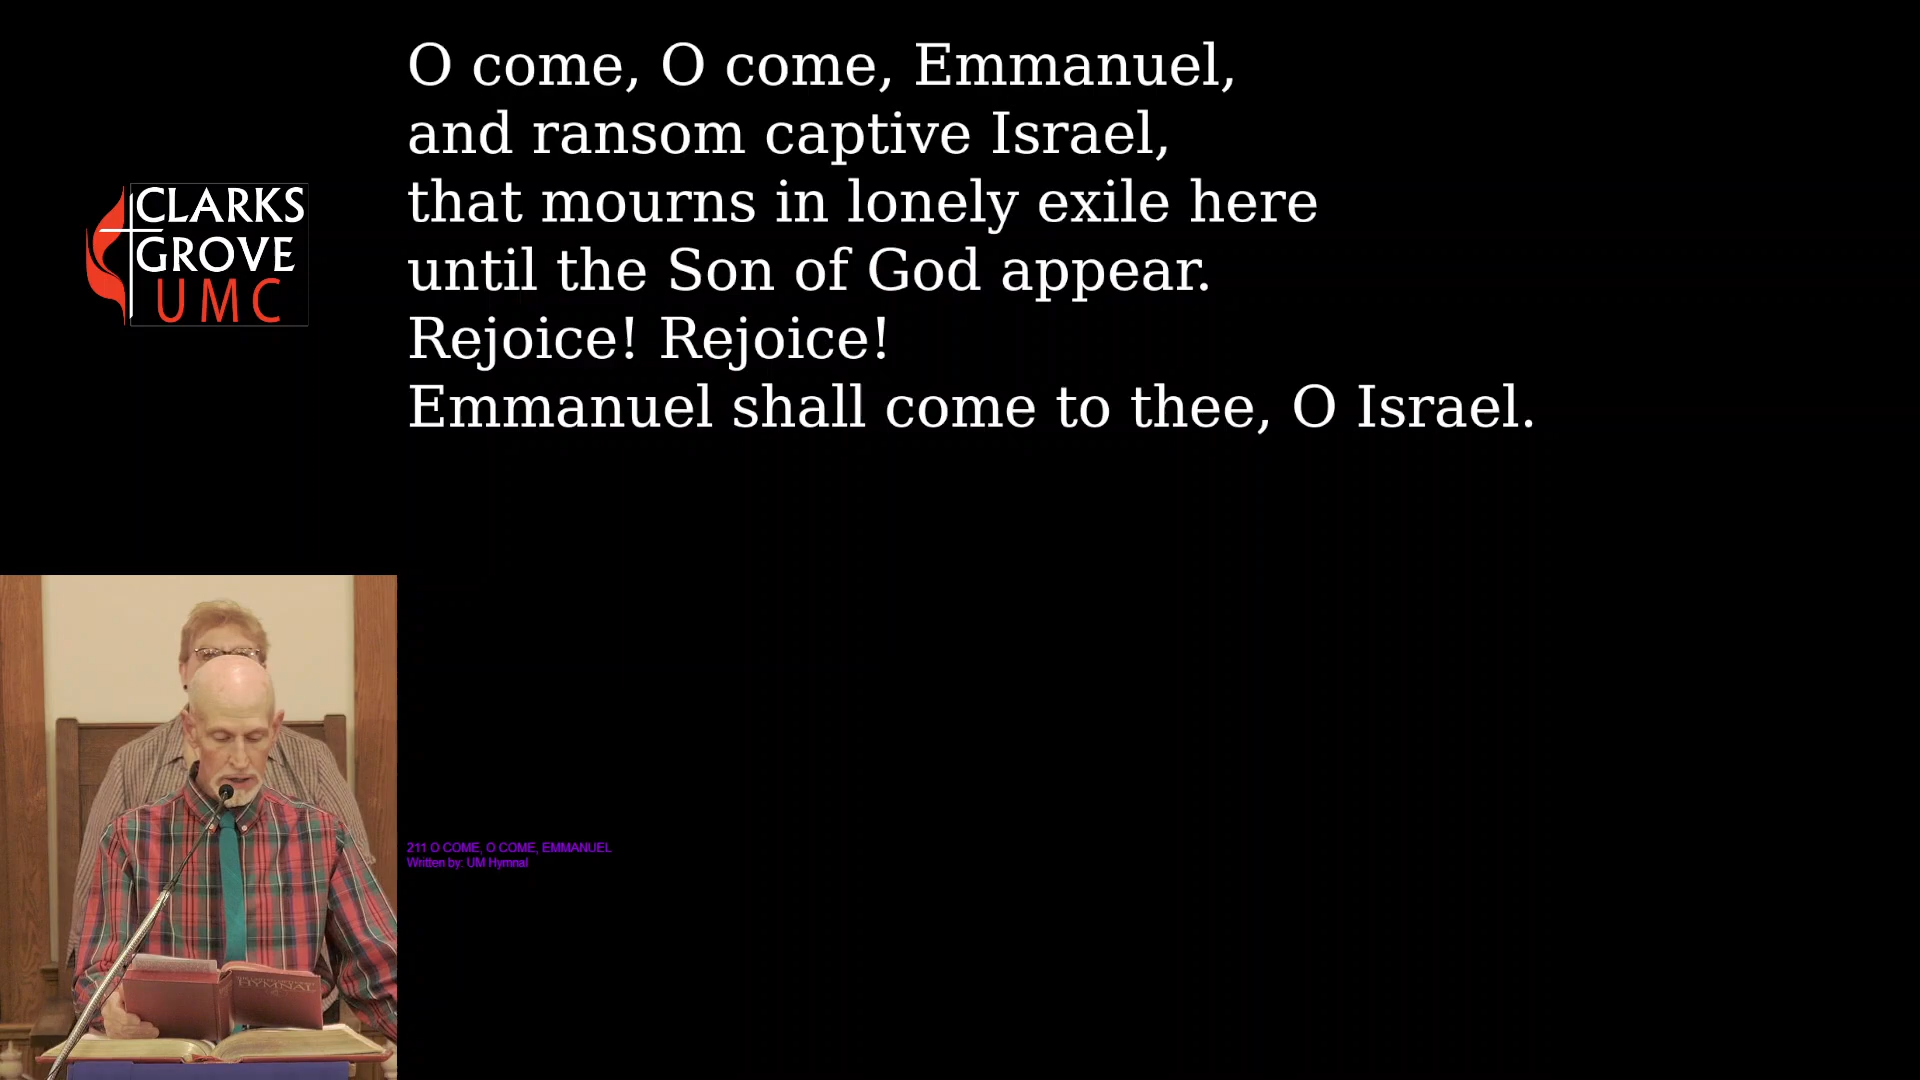 CLARKS
GROVE
UMC
O come, O come, Emmanuel,
and ransom captive Israel,
that mourns in lonely exile here
until the Son of God appear.
Rejoice! Rejoice!
Emmanuel shall come to thee, O Israel.
211 O COME, O COME, EMMANUEL
Written by: UM Hymnal
HYMNAL